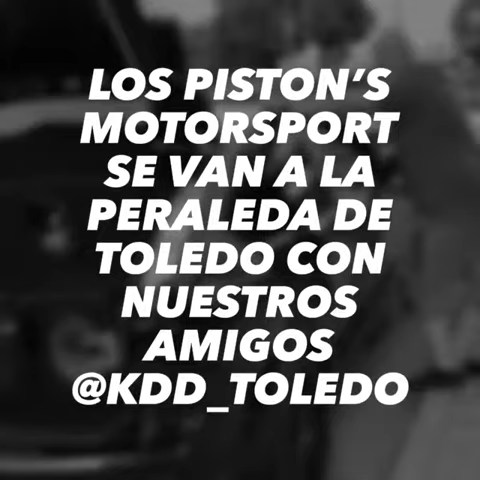 LOS PISTON'S
MOTORSPORT
SE VAN A LA
PERALEDA DE
TOLEDO CON
NUESTROS
AMIGOS
@KDD_TOLEDO